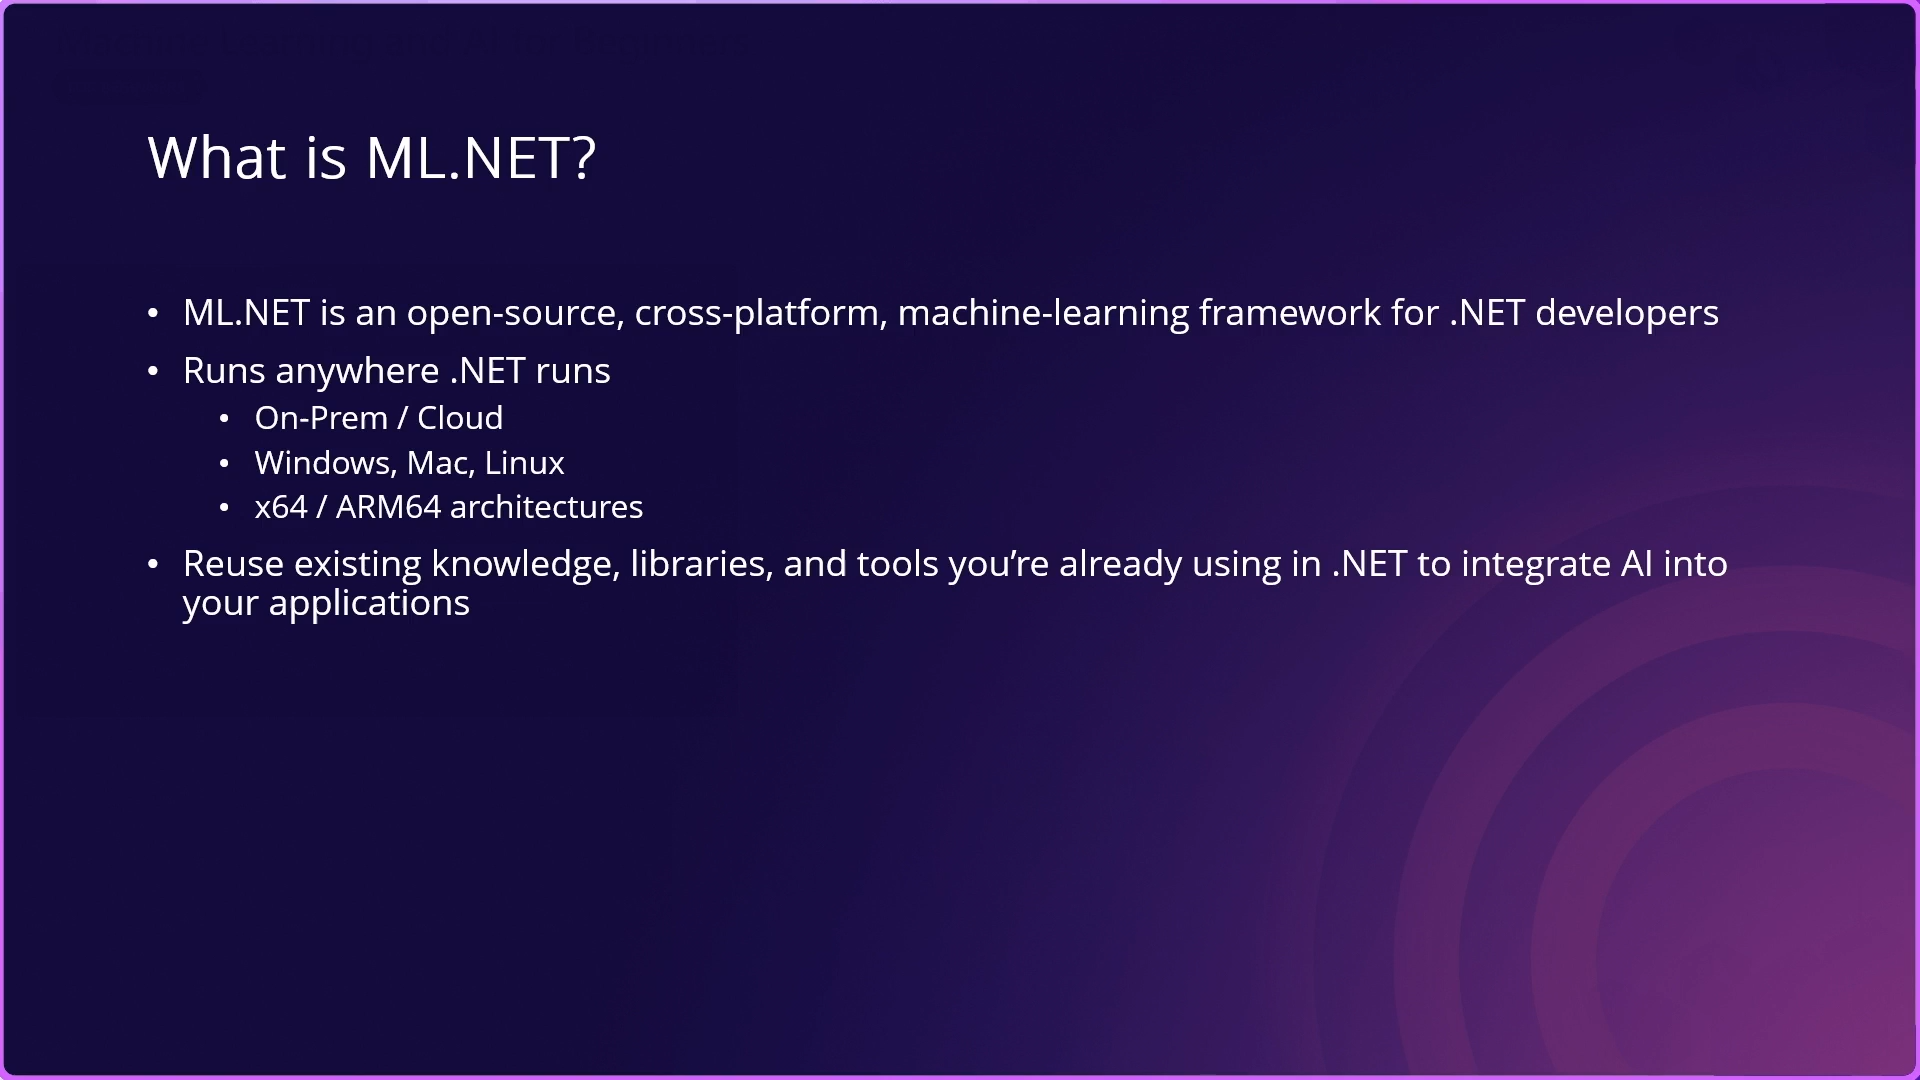 What is ML.NET?
• ML.NET is an open-source, cross-platform, machine-learning framework for .NET developers
• Runs anywhere .NET runs
• On-Prem / Cloud
• Windows, Mac, Linux
• x64 / ARM64 architectures
• Reuse existing knowledge, libraries, and tools you’re already using in .NET to integrate AI into
your applications